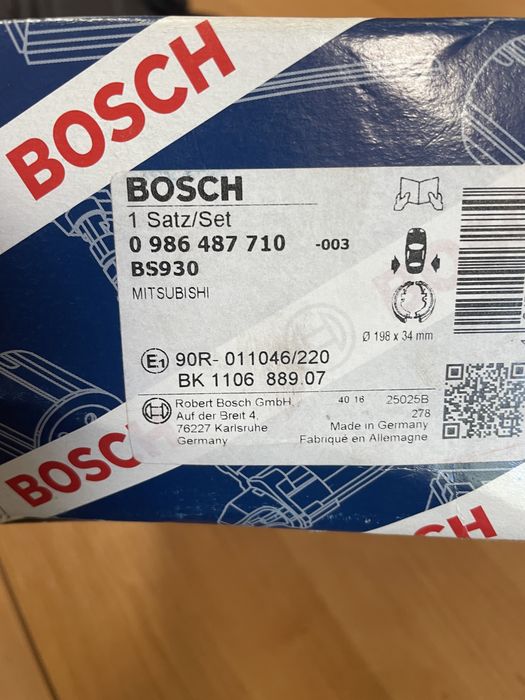 BOSCH
BOSCH
1 Satz/Set
0 986 487 710 -003
BS930
MITSUBISHI
Ø 198 x 34 mm
E1 90R- 011046/220
BK 1106 889.07
Robert Bosch GmbH
Auf der Breit 4,
76227 Karlsruhe
Germany
40 16 25025B
278
Made in Germany
Fabriqué en Allemagne
BOSC
SCH